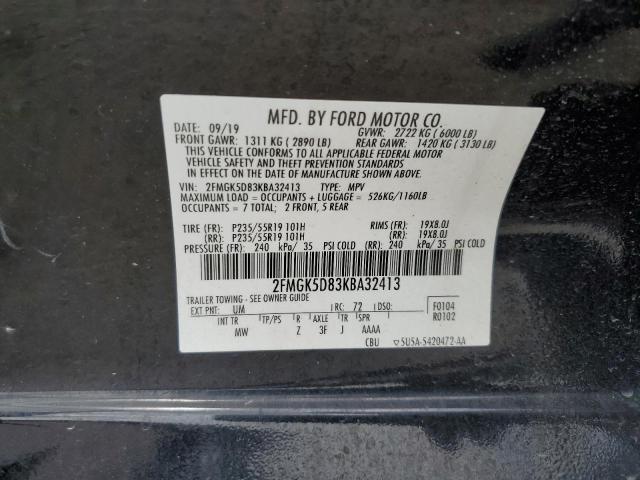 MFD. BY FORD MOTOR CO.
DATE: 09/19 GVWR: 2722 KG ( 6000 LB)
FRONT GAWR: 1311 KG ( 2890 LB) REAR GAWR: 1420 KG ( 3130 LB)
THIS VEHICLE CONFORMS TO ALL APPLICABLE FEDERAL MOTOR
VEHICLE SAFETY AND THEFT PREVENTION STANDARDS
IN EFFECT ON THE DATE OF MANUFACTURE SHOWN ABOVE.
VIN: 2FMGK5D83KBA32413 TYPE: MPV
MAXIMUM LOAD = OCCUPANTS + LUGGAGE = 526KG/1160LB
OCCUPANTS = 7 TOTAL; 2 FRONT, 5 REAR
TIRE (FR): P235/55R19 101H RIMS (FR): 19X8.0J
(RR): P235/55R19 101H (RR): 19X8.0J
PRESSURE (FR): 240 kPa/ 35 PSI COLD (RR): 240 kPa/ 35 PSI COLD
2FMGK5D83KBA32413
TRAILER TOWING - SEE OWNER GUIDE
EXT PNT: UM RC: 72 DSO: F0104
INT TR TP/PS R AXLE TR SPR R0102
MW Z 3F J AAAA
CBU ▽5USA-5420472-AA